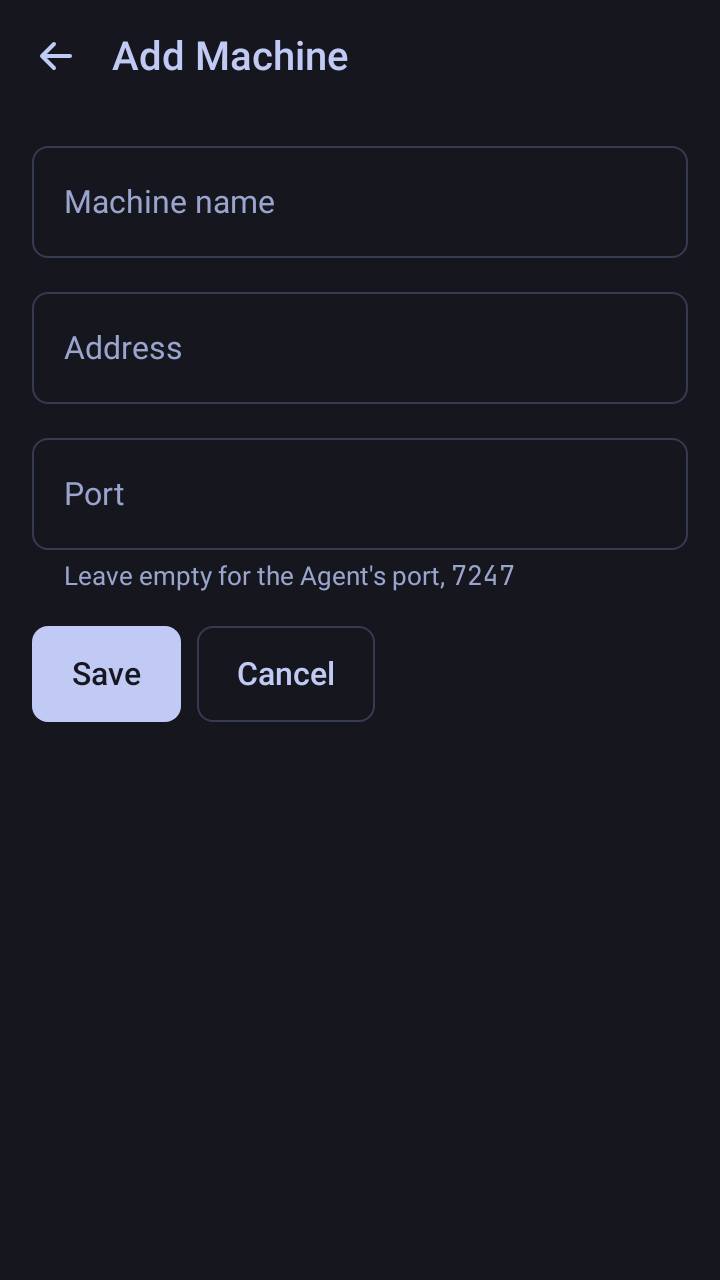 Add Machine
Machine name
Address
Port
Leave empty for the Agent's port, 7247
Save
Cancel